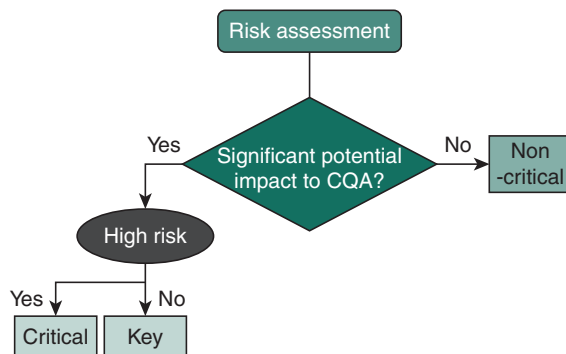 Risk assessment
Yes
No
Significant potential
impact to CQA?
Non
-critical
High risk
Yes
No
Critical
Key